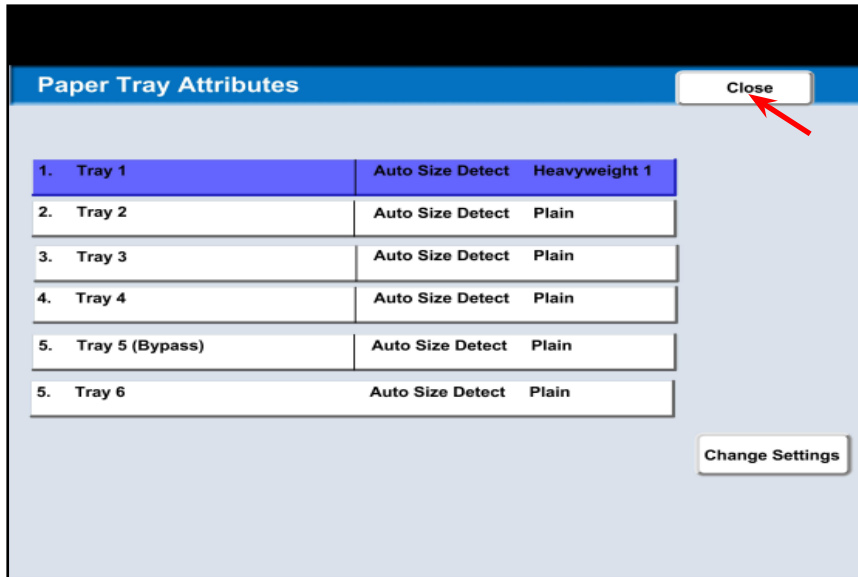 Paper Tray Attributes Close
1. Tray 1 Auto Size Detect Heavyweight 1
2. Tray 2 Auto Size Detect Plain
3. Tray 3 Auto Size Detect Plain
4. Tray 4 Auto Size Detect Plain
5. Tray 5 (Bypass) Auto Size Detect Plain
5. Tray 6 Auto Size Detect Plain
Change Settings